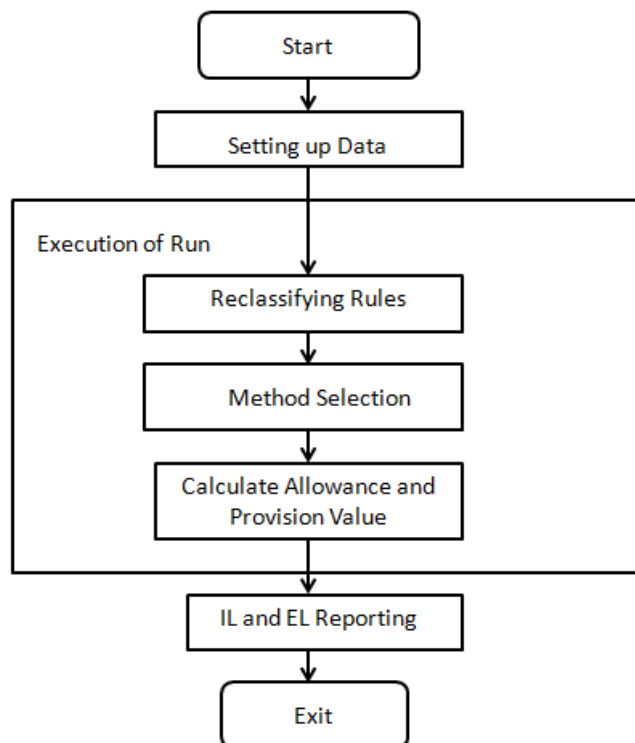 Start
Setting up Data
Execution of Run
Reclassifying Rules
Method Selection
Calculate Allowance and
Provision Value
IL and EL Reporting
Exit